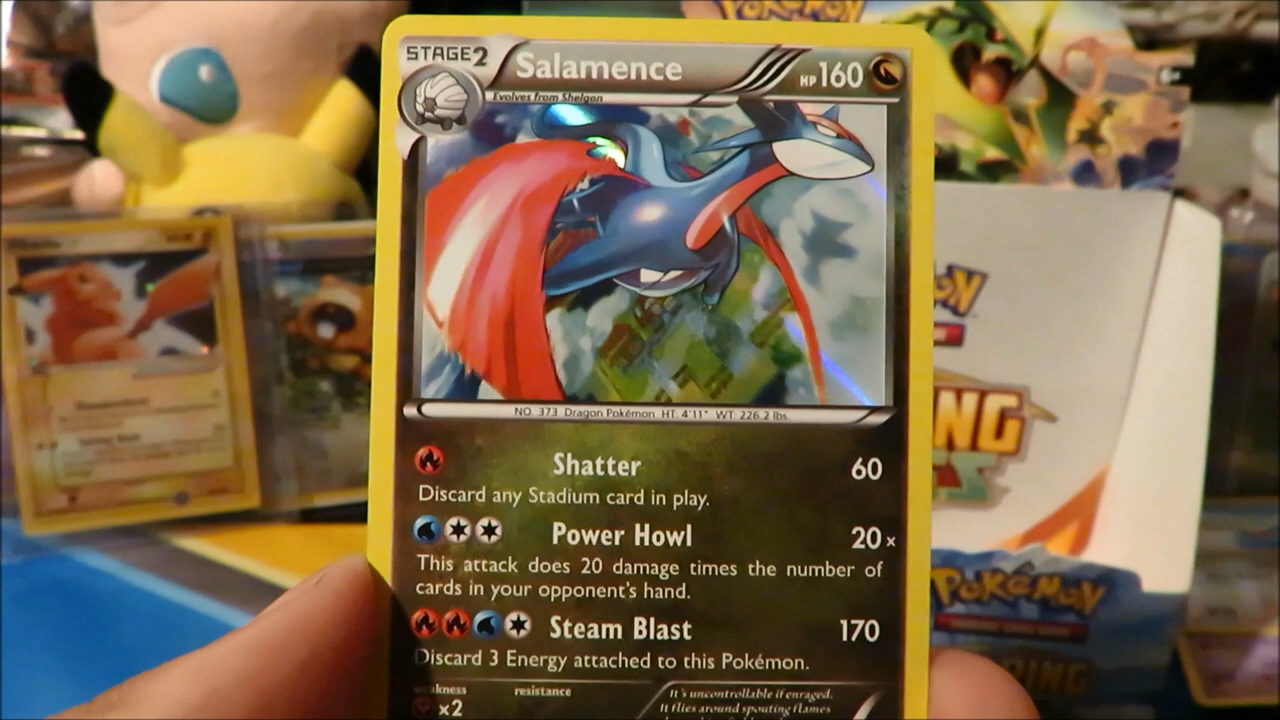 POKÉMON
STAGE2
Salamence
HP160
Evolves from Shelgon
NO. 373 Dragon Pokémon HT: 4'11" WT: 226.2 lbs.
Shatter 60
Discard any Stadium card in play.
Power Howl 20x
This attack does 20 damage times the number of
cards in your opponent's hand.
Steam Blast 170
Discard 3 Energy attached to this Pokémon.
weakness resistance
x2
It's uncontrollable if enraged.
It flies around spouting flames
NG
S
POKÉMON